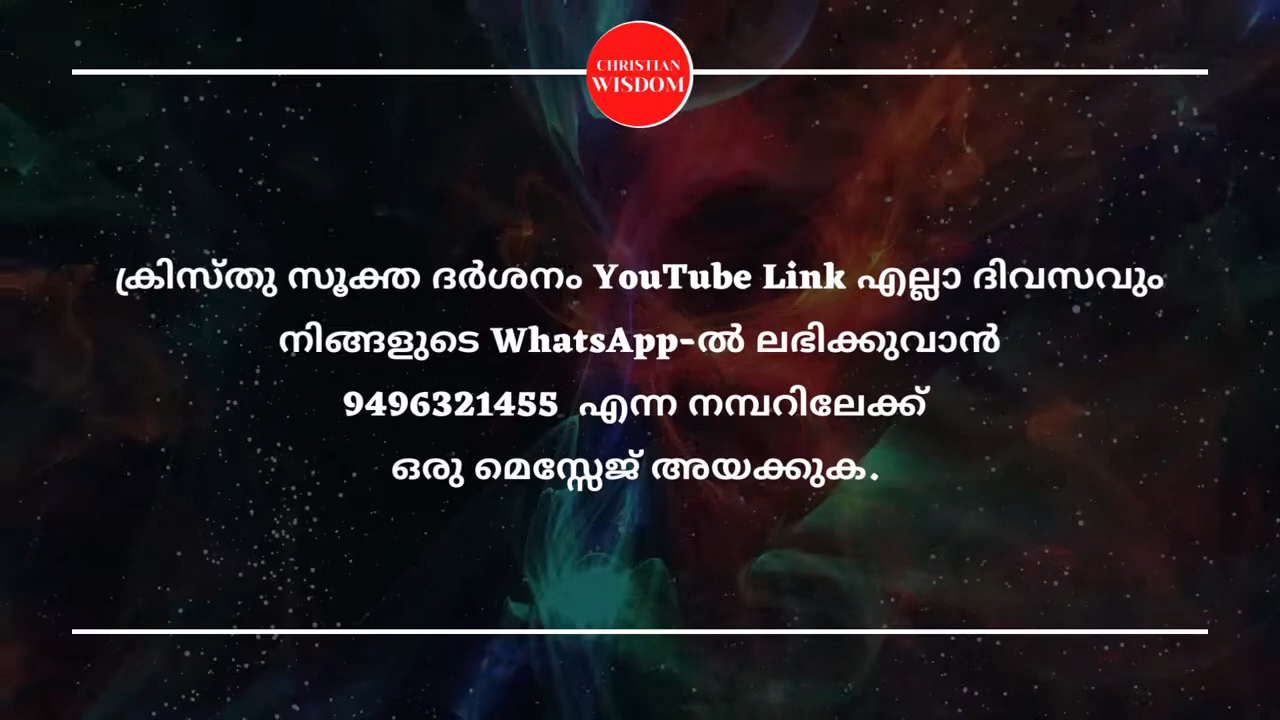 CHRISTIAN
WISDOM
ക്രിസ്തു സൂക്ത ദർശനം YouTube Link എല്ലാ ദിവസവും
നിങ്ങളുടെ WhatsApp-ൽ ലഭിക്കുവാൻ
9496321455 എന്ന നമ്പറിലേക്ക്
ഒരു മെസ്സേജ് അയക്കുക.